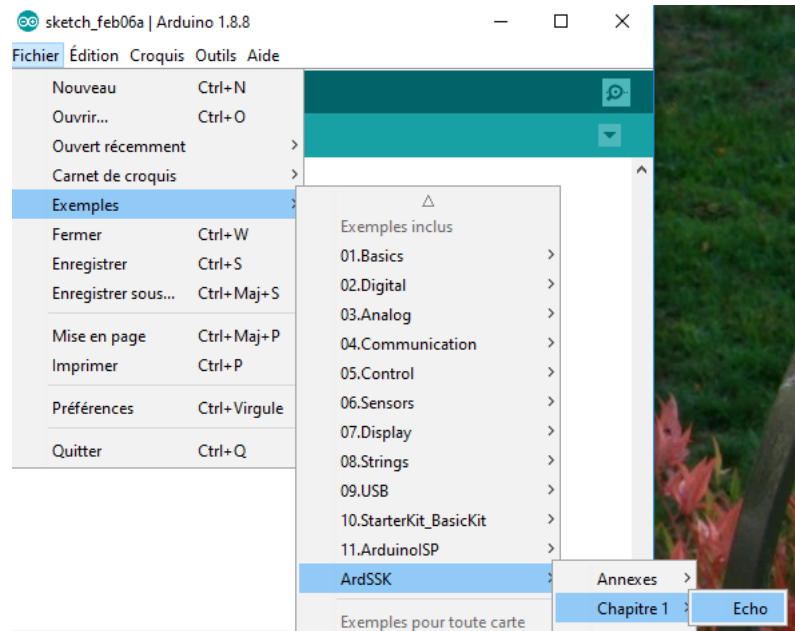 sketch_feb06a | Arduino 1.8.8
Fichier Édition Croquis Outils Aide
Nouveau Ctrl+N
Ouvrir... Ctrl+O
Ouvert récemment
Carnet de croquis
Exemples
Fermer Ctrl+W
Enregistrer Ctrl+S
Enregistrer sous... Ctrl+Maj+S
Mise en page Ctrl+Maj+P
Imprimer Ctrl+P
Préférences Ctrl+Virgule
Quitter Ctrl+Q
Exemples inclus
01.Basics
02.Digital
03.Analog
04.Communication
05.Control
06.Sensors
07.Display
08.Strings
09.USB
10.StarterKit_BasicKit
11.ArduinoISP
ArdSSK
Exemples pour toute carte
Annexes
Chapitre 1
Echo